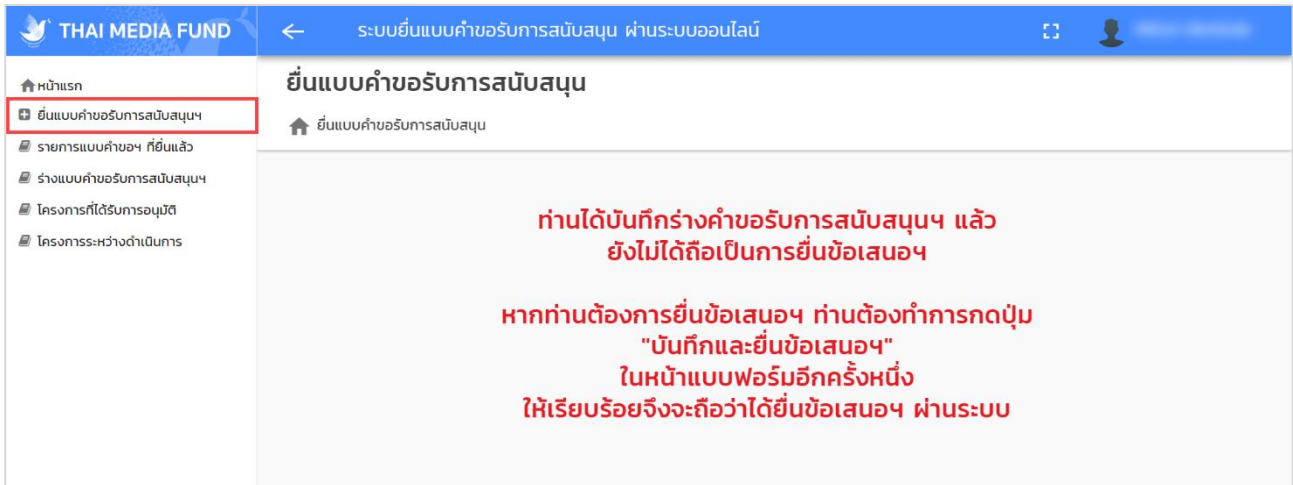 THAI MEDIA FUND
ระบบยื่นแบบคำขอรับการสนับสนุน ผ่านระบบออนไลน์
หน้าแรก
ยื่นแบบคำขอรับการสนับสนุนฯ
รายการแบบคำขอฯ ที่ยื่นแล้ว
ร่างแบบคำขอรับการสนับสนุนฯ
โครงการที่ได้รับการอนุมัติ
โครงการระหว่างดำเนินการ
ยื่นแบบคำขอรับการสนับสนุน
ยื่นแบบคำขอรับการสนับสนุน
ท่านได้บันทึกร่างคำขอรับการสนับสนุนฯ แล้ว
ยังไม่ได้ถือเป็นการยื่นข้อเสนอฯ
หากท่านต้องการยื่นข้อเสนอฯ ท่านต้องทำการกดปุ่ม
"บันทึกและยื่นข้อเสนอฯ"
ในหน้าแบบฟอร์มอีกครั้งหนึ่ง
ให้เรียบร้อยจึงจะถือว่าได้ยื่นข้อเสนอฯ ผ่านระบบ